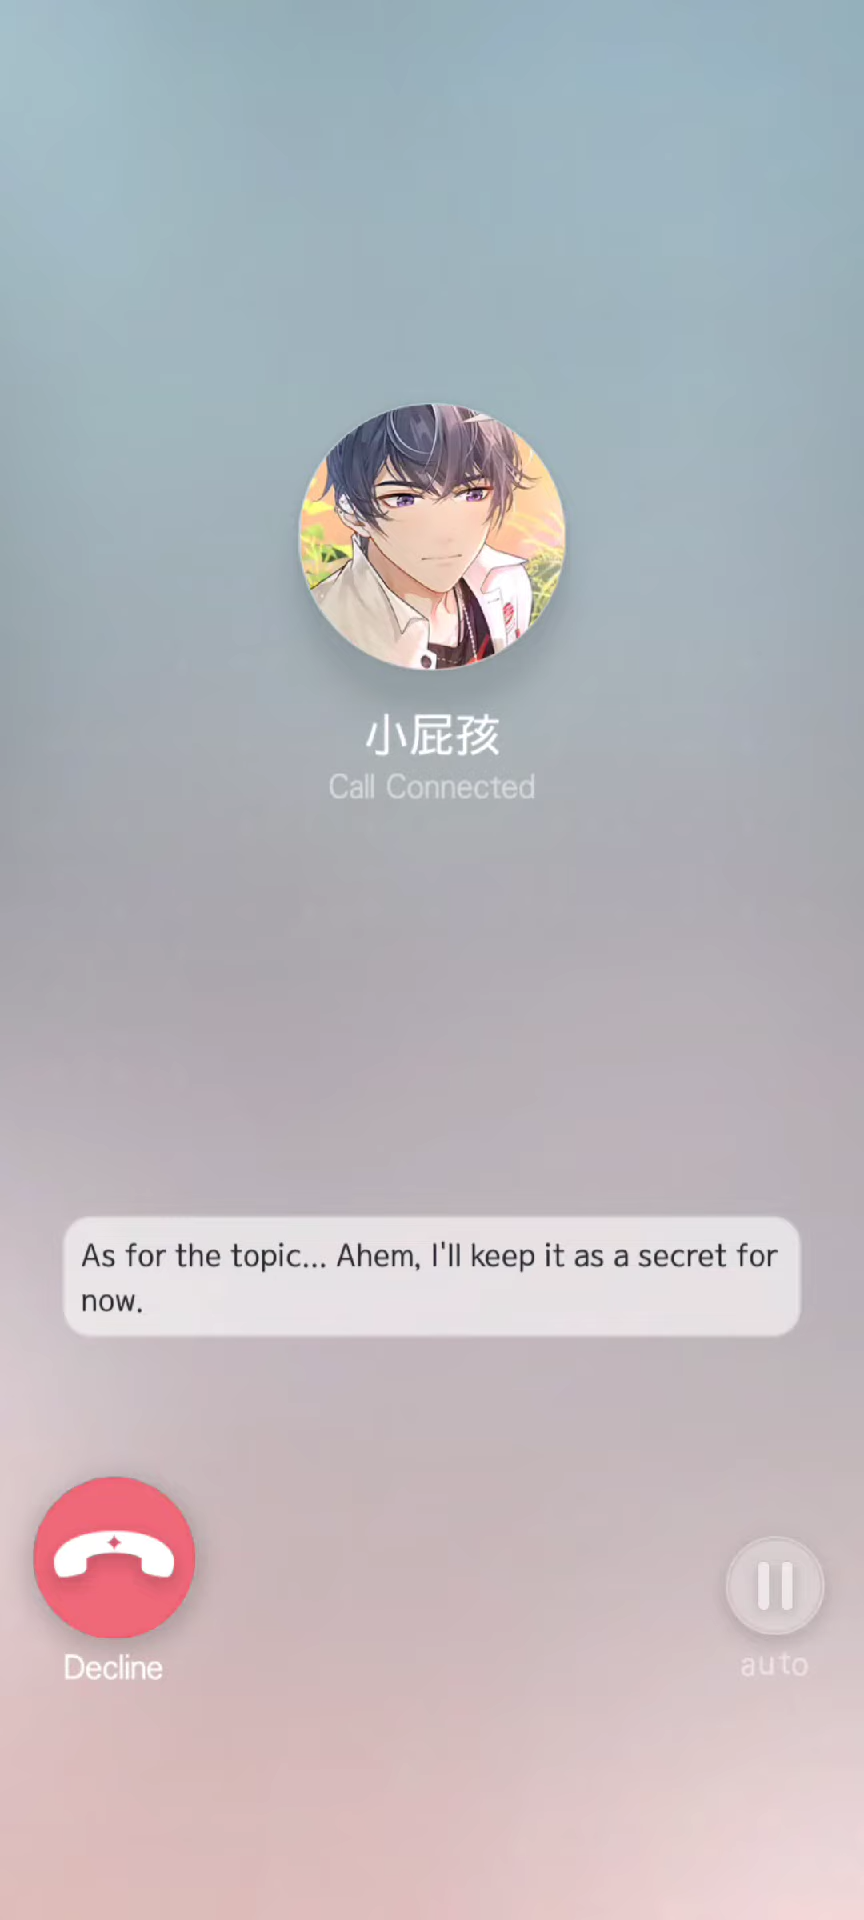 小屁孩
Call Connected
As for the topic... Ahem, I'll keep it as a secret for
now.
Decline
auto